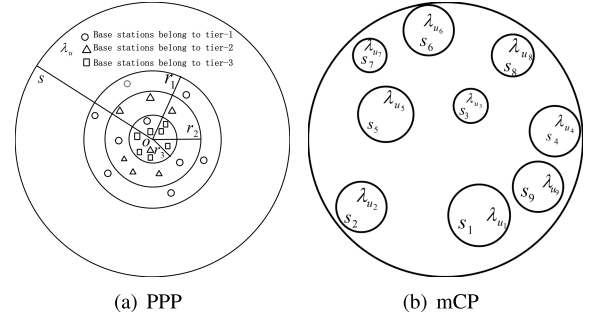 ○ Base stations belong to tier-1
λu △ Base stations belong to tier-2
□ Base stations belong to tier-3
s
r1
r2
o
r3
(a) PPP
λu6
s6
λu7
s7
λu8
s8
λu5
s5
λu3
s3
λu4
s4
λu2
s2
s1 λu1
λu9
s9
(b) mCP